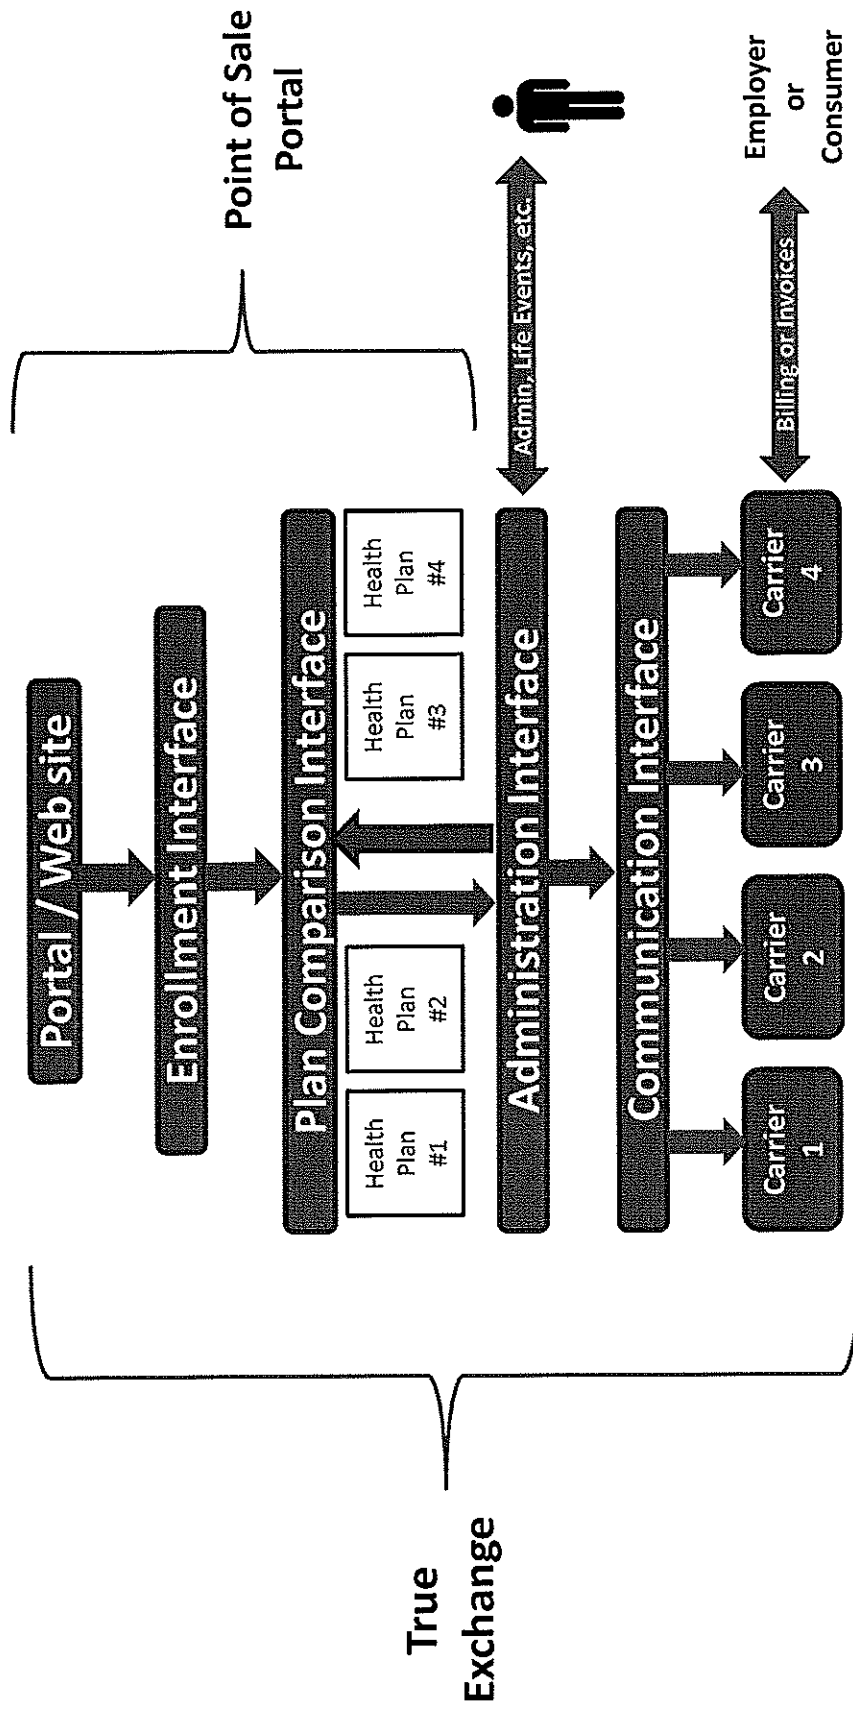 Point of Sale
Portal
Portal / Web site
Enrollment Interface
Plan Comparison Interface
Health
Plan
#1
Health
Plan
#2
Health
Plan
#3
Health
Plan
#4
True
Exchange
Administration Interface
Admin, Life Events, etc.
Communication Interface
Carrier
1
Carrier
2
Carrier
3
Carrier
4
Billing or Invoices
Employer
or
Consumer